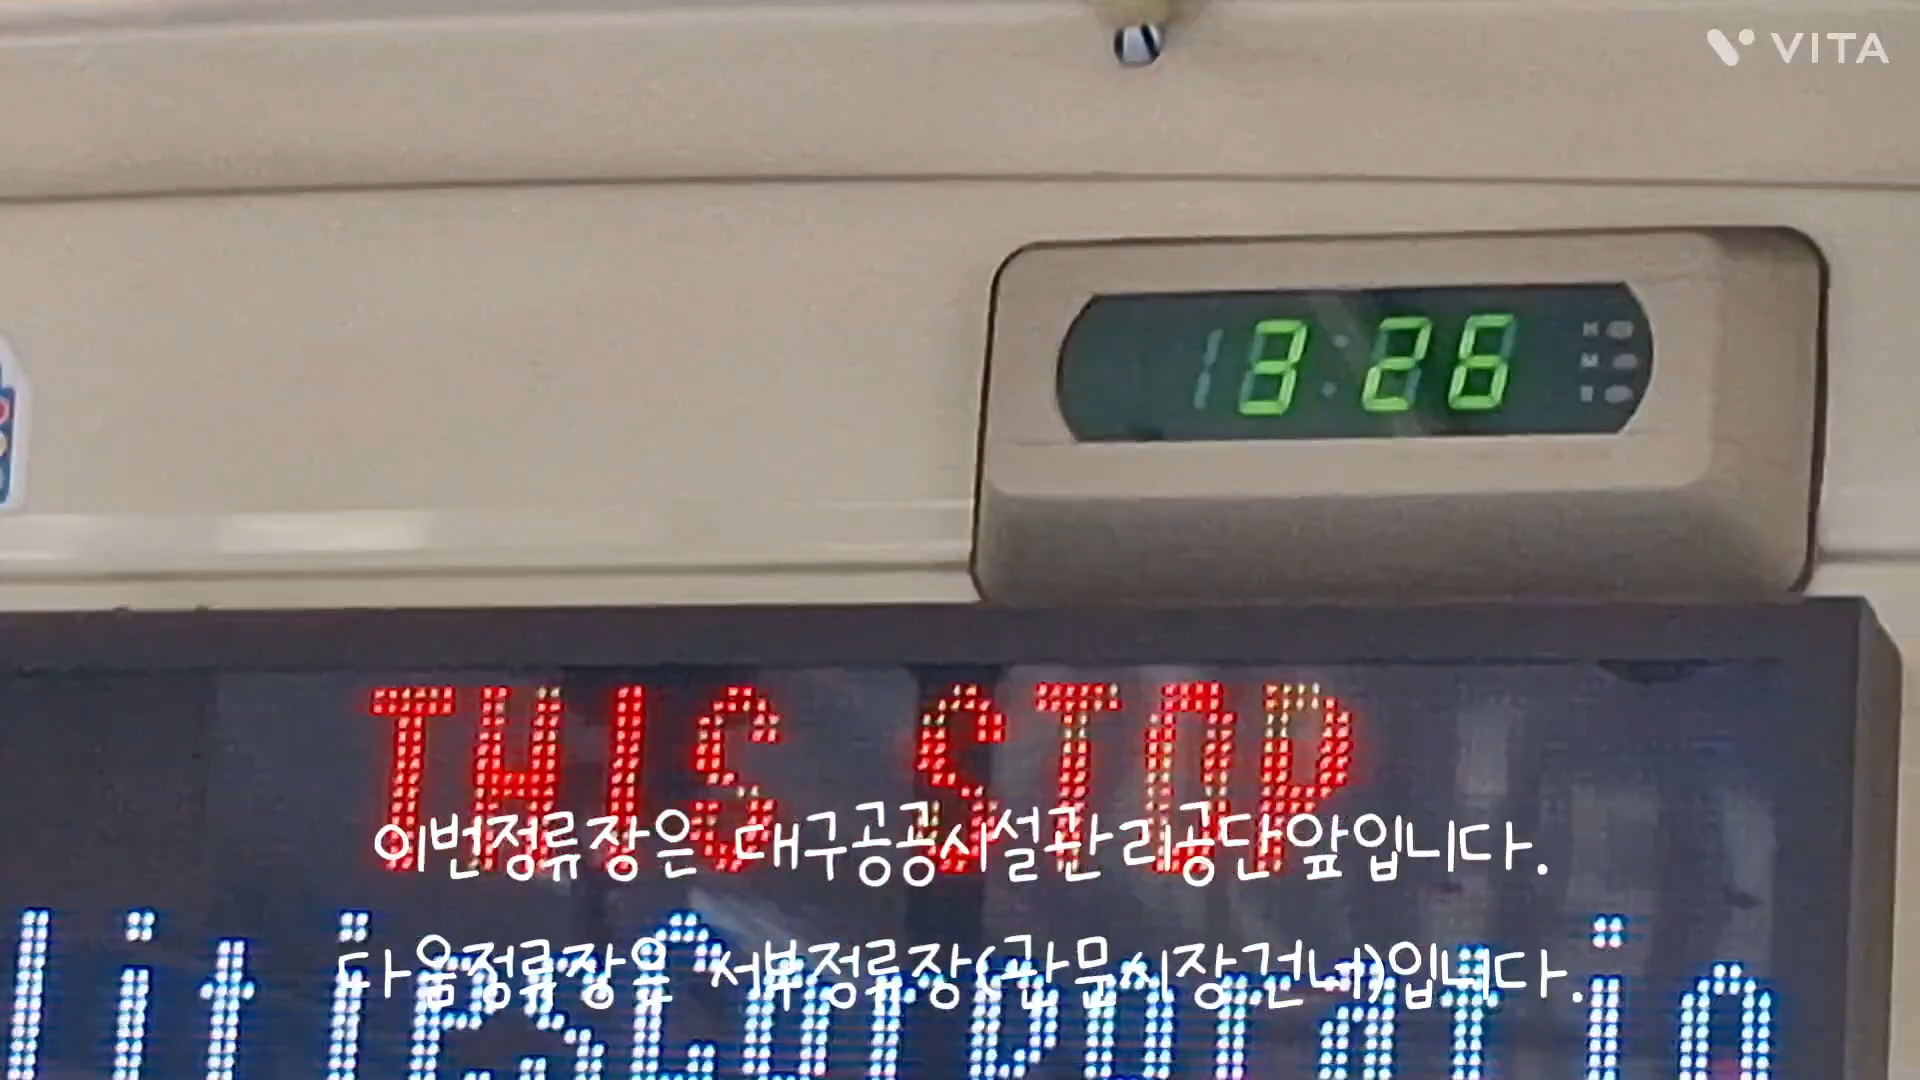 VITA
3:26
THIS STOP
이번정류장은 대구공공시설관리공단앞입니다.
litiesCorporatio
다음정류장은 서부정류장(관문시장건너)입니다.